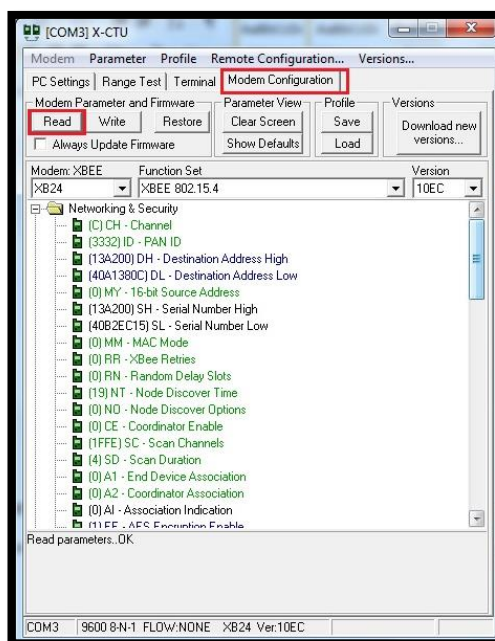 [COM3] X-CTU
Modem Parameter Profile Remote Configuration... Versions...
PC Settings Range Test Terminal Modem Configuration
Modem Parameter and Firmware Parameter View Profile Versions
Read Write Restore Clear Screen Save Download new versions...
Always Update Firmware Show Defaults Load
Modem: XBEE Function Set Version
XB24 XBEE 802.15.4 10EC
Networking & Security
(C) CH - Channel
(3332) ID - PAN ID
(13A200) DH - Destination Address High
(40A1380C) DL - Destination Address Low
(0) MY - 16-bit Source Address
(13A200) SH - Serial Number High
(40B2EC15) SL - Serial Number Low
(0) MM - MAC Mode
(0) RR - XBee Retries
(0) RN - Random Delay Slots
(19) NT - Node Discover Time
(0) NO - Node Discover Options
(0) CE - Coordinator Enable
(1FFE) SC - Scan Channels
(4) SD - Scan Duration
(0) A1 - End Device Association
(0) A2 - Coordinator Association
(0) AI - Association Indication
(1) EE - AES Encryption Enable
Read parameters..OK
COM3 9600 8-N-1 FLOW:NONE XB24 Ver:10EC